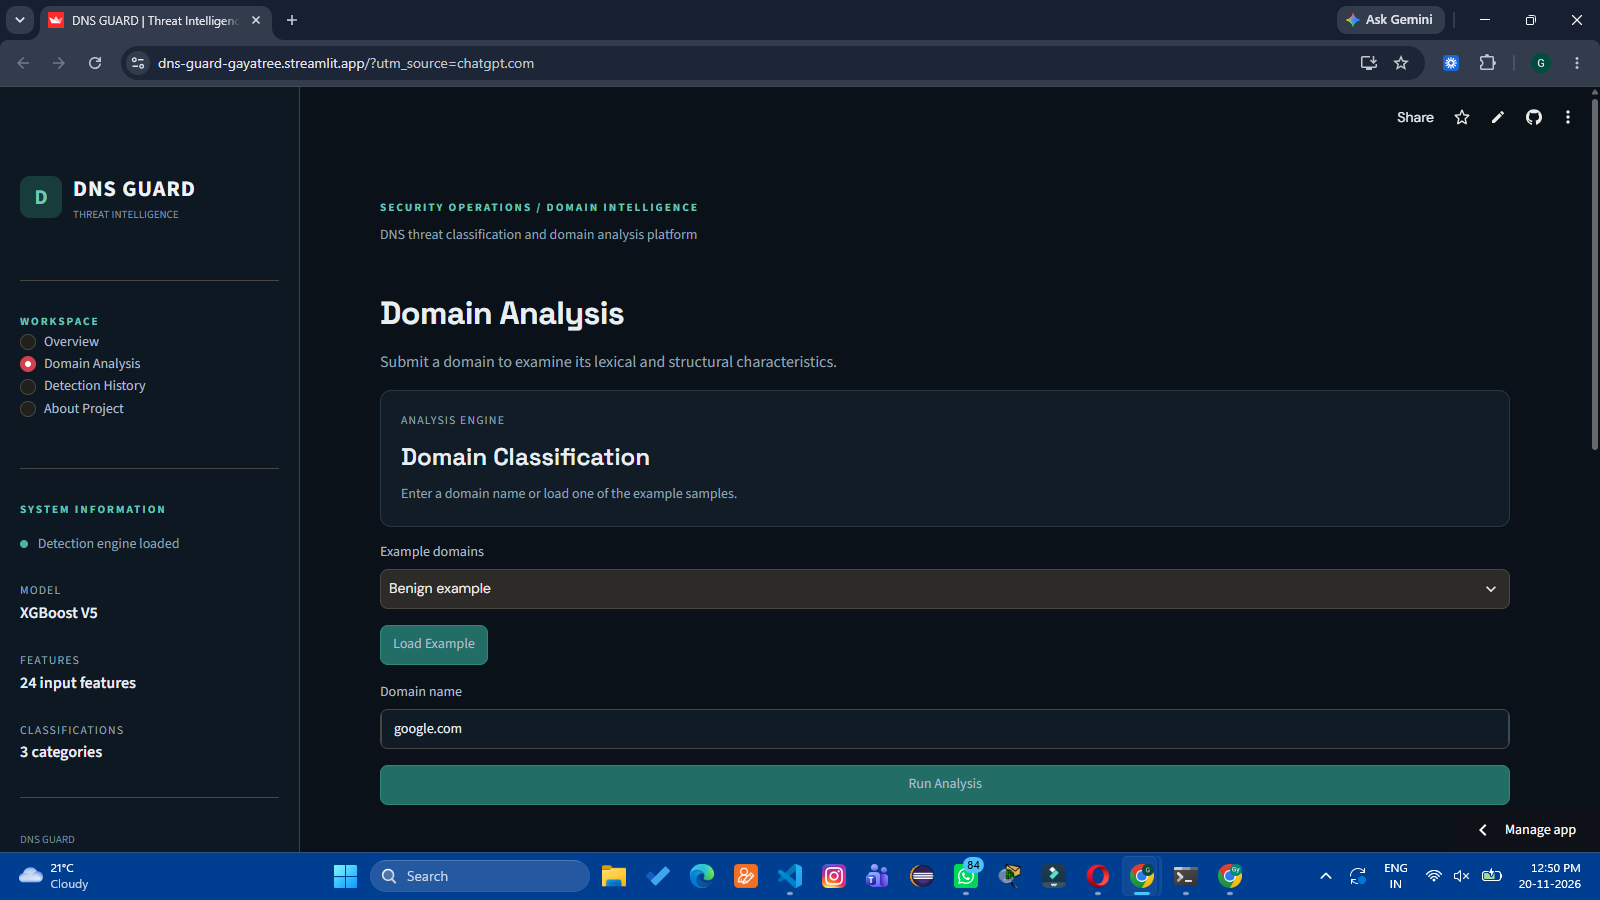 DNS GUARD | Threat Intelligenc
Ask Gemini
dns-guard-gayatree.streamlit.app/?utm_source=chatgpt.com
G
Share
D
DNS GUARD
THREAT INTELLIGENCE
WORKSPACE
Overview
Domain Analysis
Detection History
About Project
SYSTEM INFORMATION
Detection engine loaded
MODEL
XGBoost V5
FEATURES
24 input features
CLASSIFICATIONS
3 categories
DNS GUARD
SECURITY OPERATIONS / DOMAIN INTELLIGENCE
DNS threat classification and domain analysis platform
Domain Analysis
Submit a domain to examine its lexical and structural characteristics.
ANALYSIS ENGINE
Domain Classification
Enter a domain name or load one of the example samples.
Example domains
Benign example
Load Example
Domain name
google.com
Run Analysis
Manage app
21°C
Cloudy
Search
84
ENG
IN
12:50 PM
20-11-2026